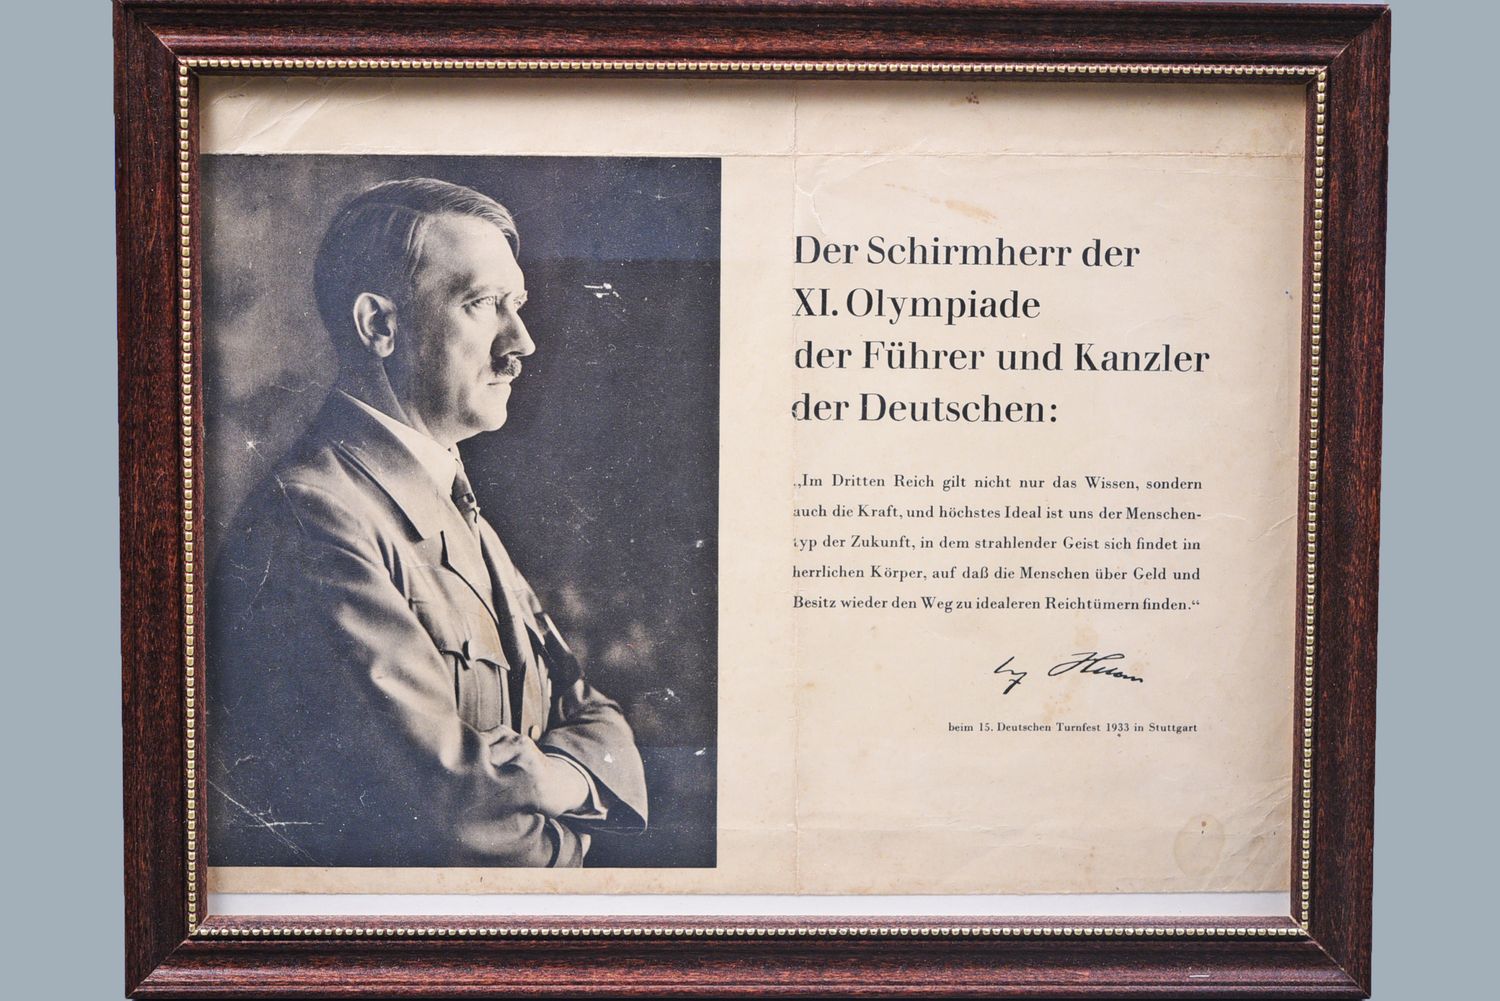 Der Schirmherr der
XI. Olympiade
der Führer und Kanzler
der Deutschen:
„Im Dritten Reich gilt nicht nur das Wissen, sondern
auch die Kraft, und höchstes Ideal ist uns der Menschen-
typ der Zukunft, in dem strahlender Geist sich findet im
herrlichen Körper, auf daß die Menschen über Geld und
Besitz wieder den Weg zu idealeren Reichtümern finden.“
beim 15. Deutschen Turnfest 1933 in Stuttgart